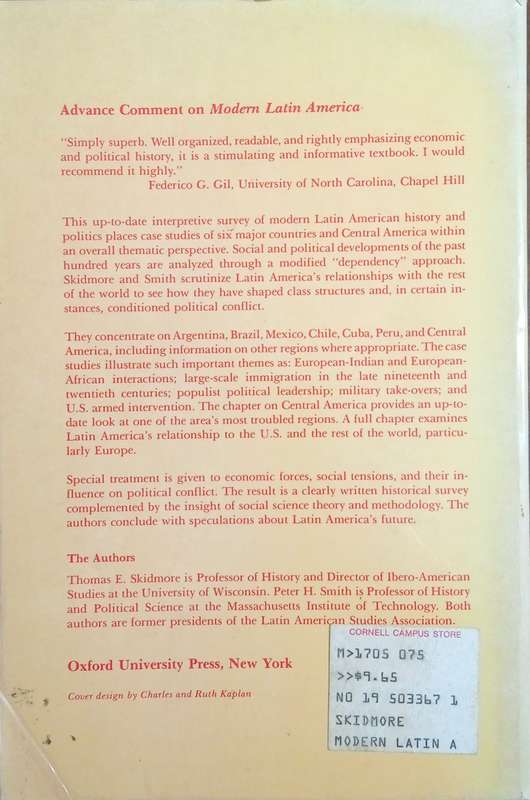 Advance Comment on Modern Latin America
"Simply superb. Well organized, readable, and rightly emphasizing economic
and political history, it is a stimulating and informative textbook. I would
recommend it highly."
Federico G. Gil, University of North Carolina, Chapel Hill
This up-to-date interpretive survey of modern Latin American history and
politics places case studies of six major countries and Central America within
an overall thematic perspective. Social and political developments of the past
hundred years are analyzed through a modified "dependency" approach.
Skidmore and Smith scrutinize Latin America's relationships with the rest
of the world to see how they have shaped class structures and, in certain in-
stances, conditioned political conflict.
They concentrate on Argentina, Brazil, Mexico, Chile, Cuba, Peru, and Central
America, including information on other regions where appropriate. The case
studies illustrate such important themes as: European-Indian and European-
African interactions; large-scale immigration in the late nineteenth and
twentieth centuries; populist political leadership; military take-overs; and
U.S. armed intervention. The chapter on Central America provides an up-to-
date look at one of the area's most troubled regions. A full chapter examines
Latin America's relationship to the U.S. and the rest of the world, particu-
larly Europe.
Special treatment is given to economic forces, social tensions, and their in-
fluence on political conflict. The result is a clearly written historical survey
complemented by the insight of social science theory and methodology. The
authors conclude with speculations about Latin America's future.
The Authors
Thomas E. Skidmore is Professor of History and Director of Ibero-American
Studies at the University of Wisconsin. Peter H. Smith is Professor of History
and Political Science at the Massachusetts Institute of Technology. Both
authors are former presidents of the Latin American Studies Association.
Oxford University Press, New York
Cover design by Charles and Ruth Kaplan
CORNELL CAMPUS STORE
M>1705 075
>>$9.65
NO 19 503367 1
SKIDMORE
MODERN LATIN A